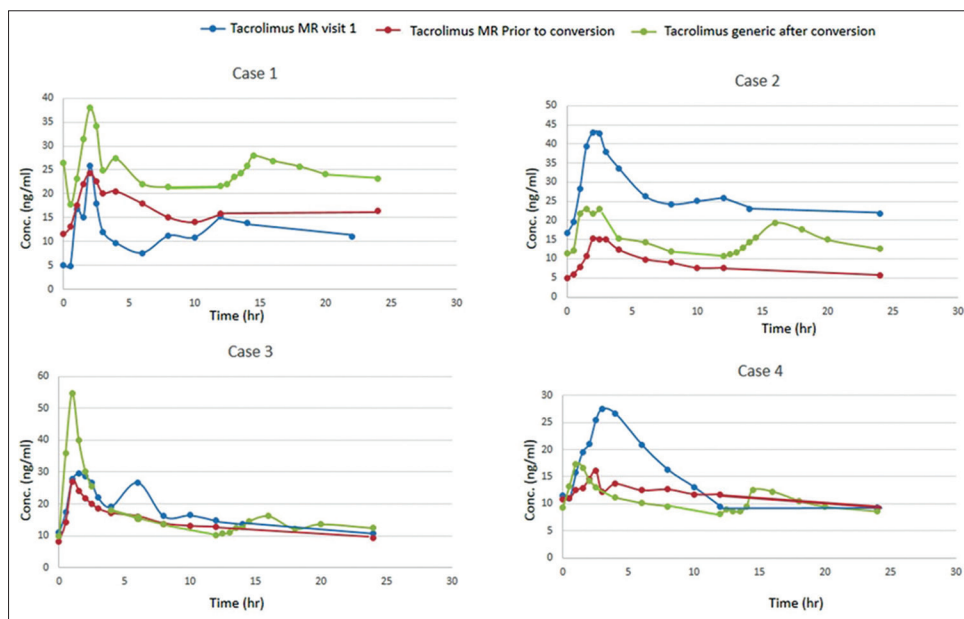 Tacrolimus MR visit 1 Tacrolimus MR Prior to conversion Tacrolimus generic after conversion
Case 1
Conc. (ng/ml)
40
35
30
25
20
15
10
5
0
0 5 10 15 20 25 30
Time (hr)
Case 2
Conc. (ng/ml)
50
45
40
35
30
25
20
15
10
5
0
0 5 10 15 20 25 30
Time (hr)
Case 3
Conc. (ng/ml)
60
50
40
30
20
10
0
0 5 10 15 20 25 30
Time (hr)
Case 4
Conc. (ng/ml)
30
25
20
15
10
5
0
0 5 10 15 20 25 30
Time (hr)